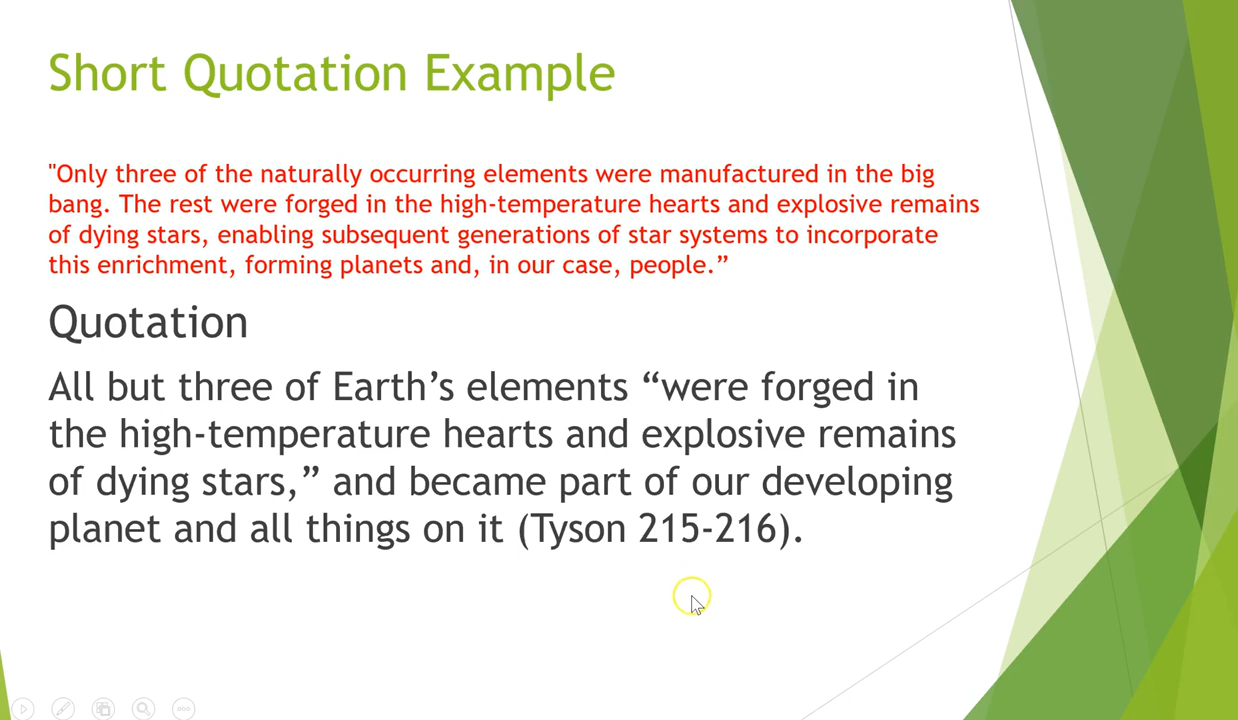 Short Quotation Example
"Only three of the naturally occurring elements were manufactured in the big
bang. The rest were forged in the high-temperature hearts and explosive remains
of dying stars, enabling subsequent generations of star systems to incorporate
this enrichment, forming planets and, in our case, people.”
Quotation
All but three of Earth’s elements “were forged in
the high-temperature hearts and explosive remains
of dying stars,” and became part of our developing
planet and all things on it (Tyson 215-216).